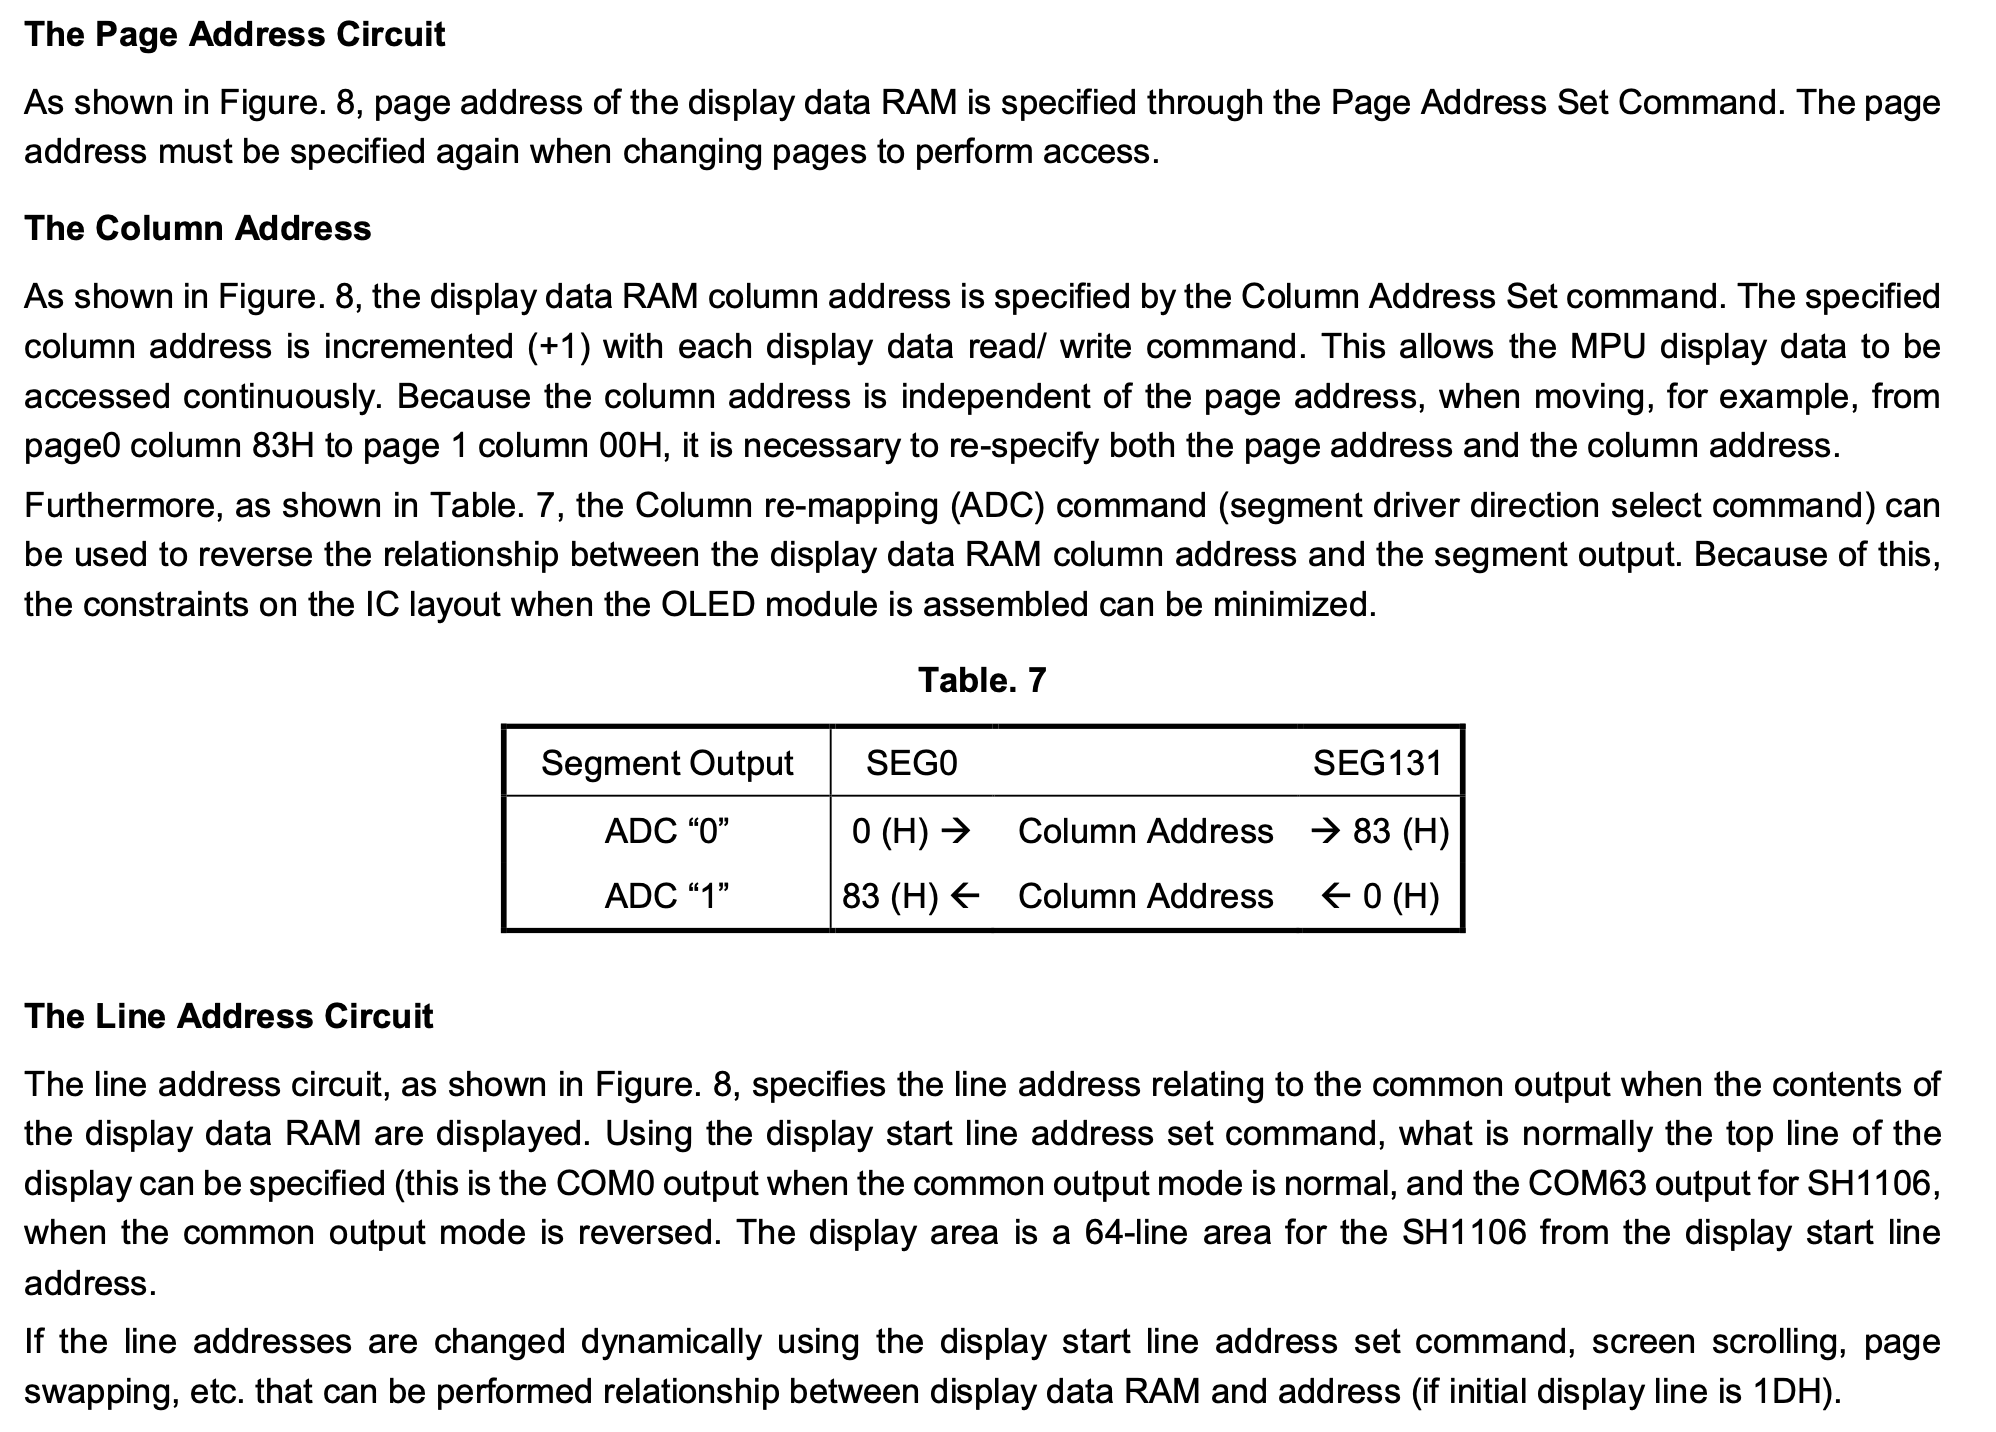 The Page Address Circuit
As shown in Figure. 8, page address of the display data RAM is specified through the Page Address Set Command. The page
address must be specified again when changing pages to perform access.
The Column Address
As shown in Figure. 8, the display data RAM column address is specified by the Column Address Set command. The specified
column address is incremented (+1) with each display data read/ write command. This allows the MPU display data to be
accessed continuously. Because the column address is independent of the page address, when moving, for example, from
page0 column 83H to page 1 column 00H, it is necessary to re-specify both the page address and the column address.
Furthermore, as shown in Table. 7, the Column re-mapping (ADC) command (segment driver direction select command) can
be used to reverse the relationship between the display data RAM column address and the segment output. Because of this,
the constraints on the IC layout when the OLED module is assembled can be minimized.
Table. 7
Segment Output SEG0 SEG131
ADC “0” 0 (H) → Column Address → 83 (H)
ADC “1” 83 (H) ← Column Address ← 0 (H)
The Line Address Circuit
The line address circuit, as shown in Figure. 8, specifies the line address relating to the common output when the contents of
the display data RAM are displayed. Using the display start line address set command, what is normally the top line of the
display can be specified (this is the COM0 output when the common output mode is normal, and the COM63 output for SH1106,
when the common output mode is reversed. The display area is a 64-line area for the SH1106 from the display start line
address.
If the line addresses are changed dynamically using the display start line address set command, screen scrolling, page
swapping, etc. that can be performed relationship between display data RAM and address (if initial display line is 1DH).